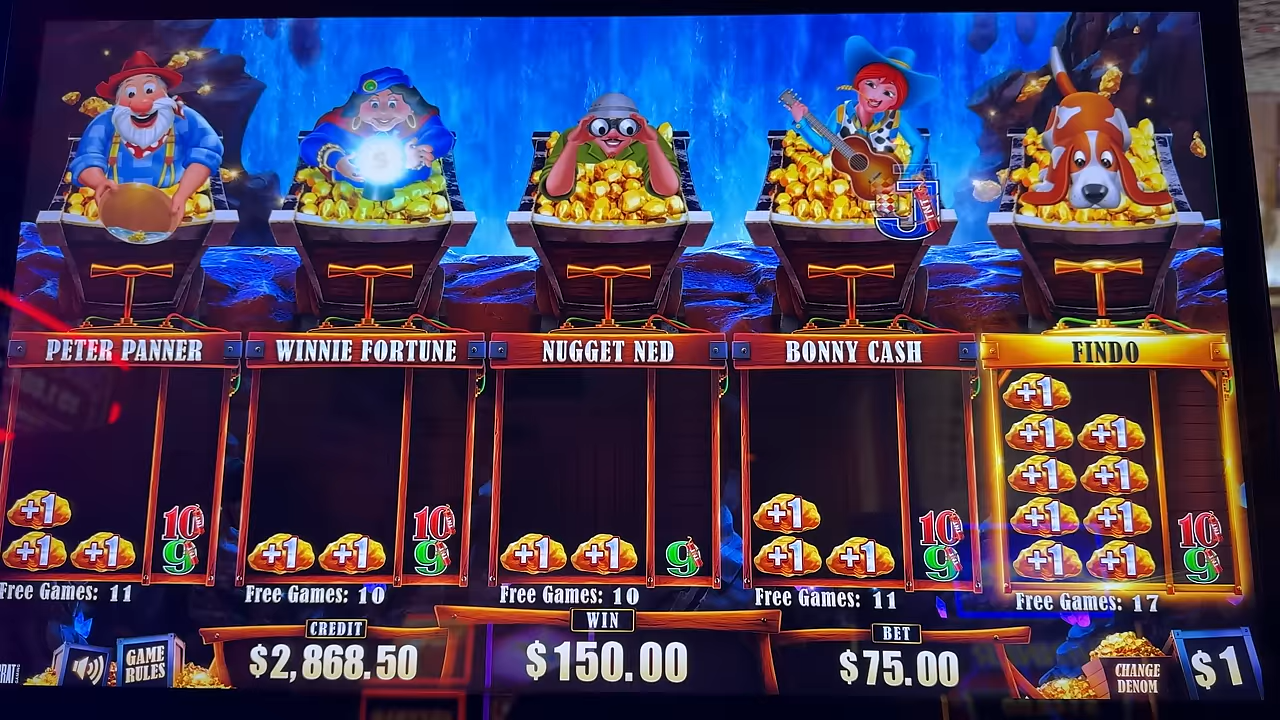 J
PETER PANNER
WINNIE FORTUNE
NUGGET NED
BONNY CASH
FINDO
+1
+1 +1
+1 +1
+1 +1
+1
+1 +1
+1
+1 +1
+1 +1
+1 +1
+1 +1
10
9
10
9
9
10
9
10
9
Free Games: 11
Free Games: 10
Free Games: 10
Free Games: 11
Free Games: 17
CREDIT
$2,868.50
WIN
$150.00
BET
$75.00
GAME
RULES
CHANGE
DENOM
$1